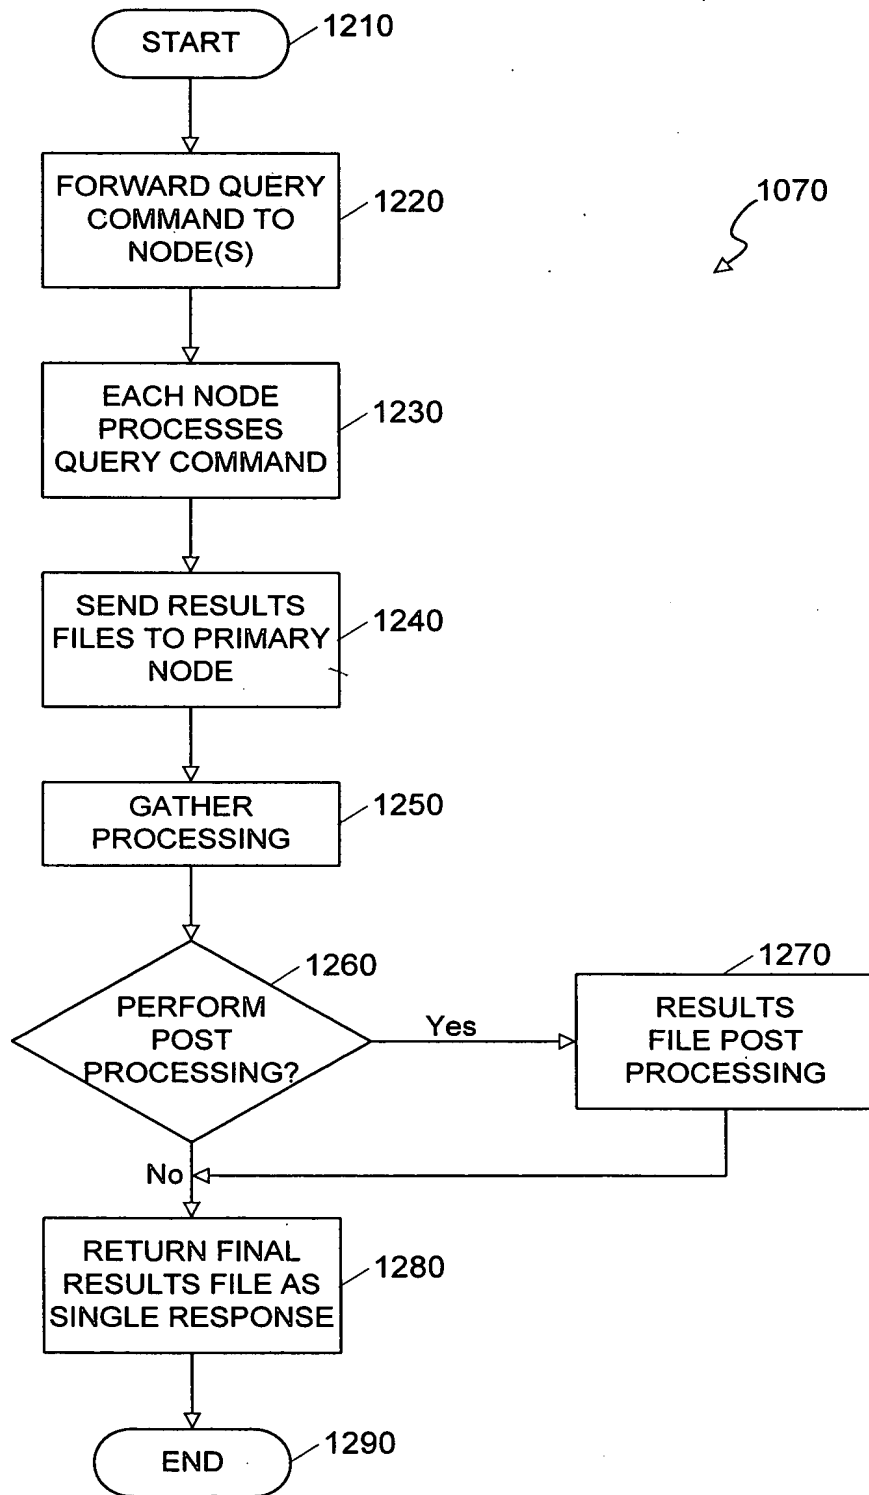 START
1210
FORWARD QUERY
COMMAND TO
NODE(S)
1220
1070
EACH NODE
PROCESSES
QUERY COMMAND
1230
SEND RESULTS
FILES TO PRIMARY
NODE
1240
GATHER
PROCESSING
1250
PERFORM
POST
PROCESSING?
1260
Yes
1270
RESULTS
FILE POST
PROCESSING
No
RETURN FINAL
RESULTS FILE AS
SINGLE RESPONSE
1280
END
1290